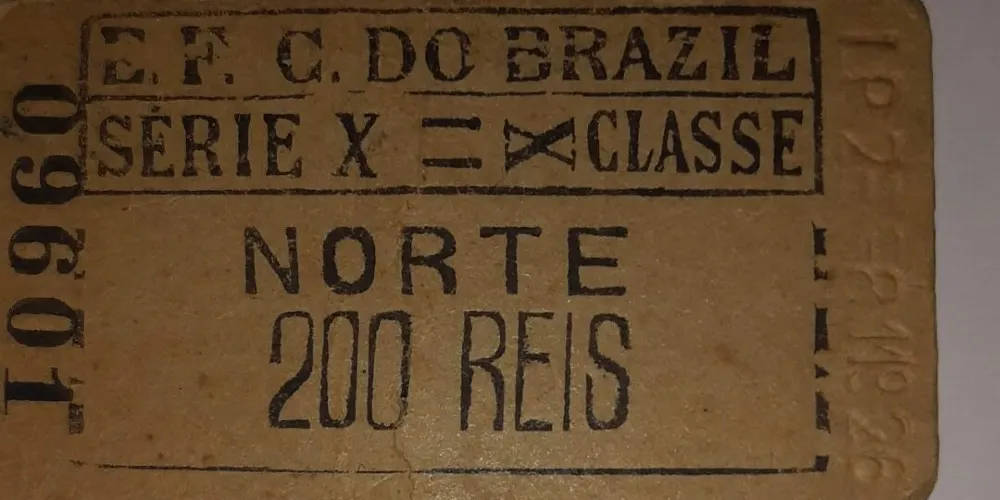 E. F. C. DO BRAZIL
SÉRIE X = X CLASSE
NORTE
200 REIS
10960